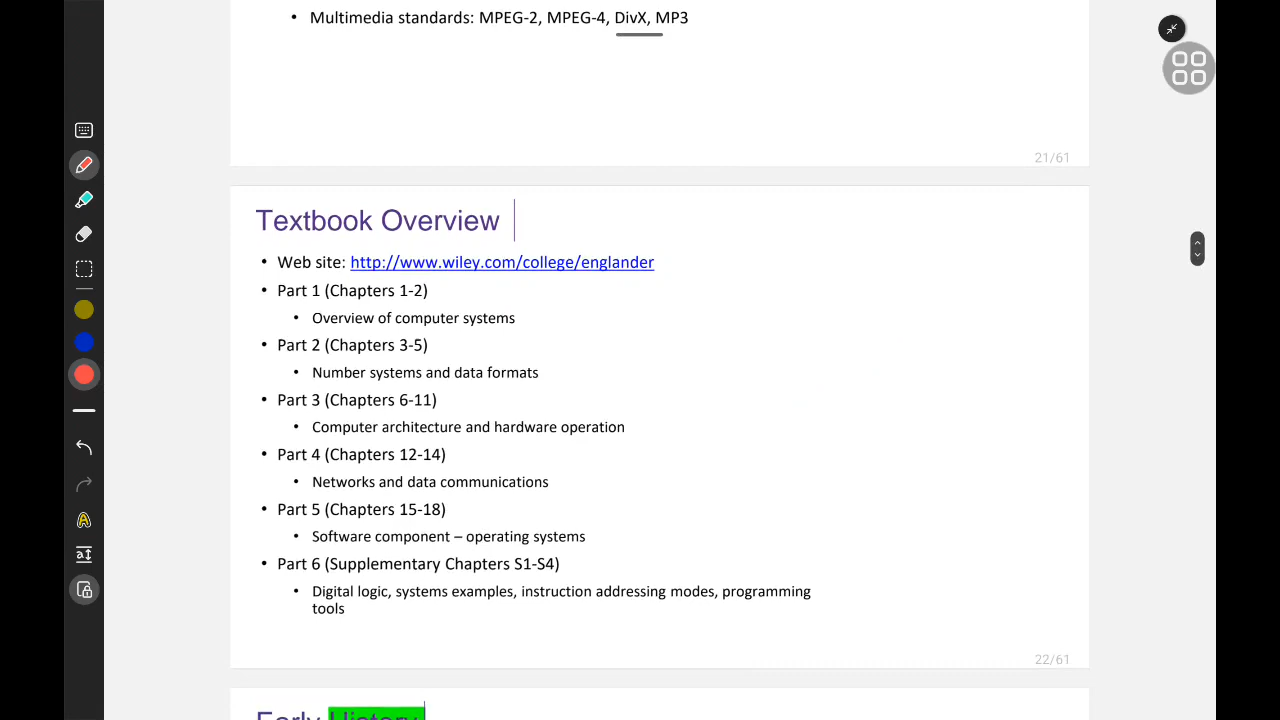 • Multimedia standards: MPEG-2, MPEG-4, DivX, MP3
21/61
Textbook Overview
• Web site: http://www.wiley.com/college/englander
• Part 1 (Chapters 1-2)
• Overview of computer systems
• Part 2 (Chapters 3-5)
• Number systems and data formats
• Part 3 (Chapters 6-11)
• Computer architecture and hardware operation
• Part 4 (Chapters 12-14)
• Networks and data communications
• Part 5 (Chapters 15-18)
• Software component – operating systems
• Part 6 (Supplementary Chapters S1-S4)
• Digital logic, systems examples, instruction addressing modes, programming
tools
22/61
Early History